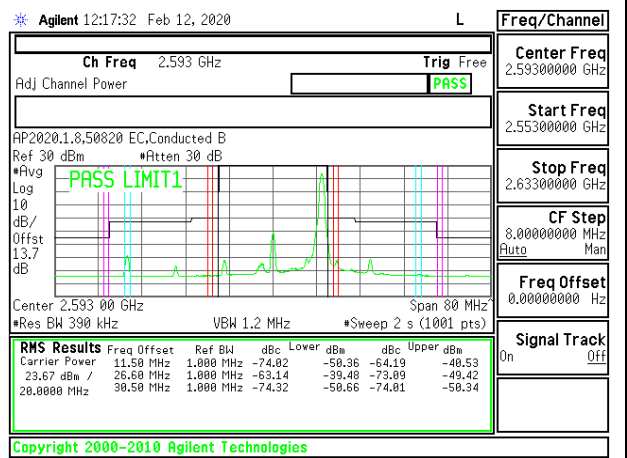 Agilent 12:17:32 Feb 12, 2020 L
Freq/Channel
Ch Freq 2.593 GHz Trig Free
Adj Channel Power PASS
AP2020.1.8,50820 EC,Conducted B
Ref 30 dBm #Atten 30 dB
#Avg
Log
10
dB/
Offst
13.7
dB
PASS LIMIT1
Center 2.593 00 GHz Span 80 MHz^
#Res BW 390 kHz VBW 1.2 MHz #Sweep 2 s (1001 pts)
RMS Results Freq Offset Ref BW dBc Lower dBm dBc Upper dBm
Carrier Power 11.50 MHz 1.000 MHz -74.02 -50.36 -64.19 -40.53
23.67 dBm / 26.60 MHz 1.000 MHz -63.14 -39.48 -73.09 -49.42
20.0000 MHz 30.50 MHz 1.000 MHz -74.32 -50.66 -74.01 -50.34
Center Freq
2.59300000 GHz
Start Freq
2.55300000 GHz
Stop Freq
2.63300000 GHz
CF Step
8.00000000 MHz
Auto Man
Freq Offset
0.00000000 Hz
Signal Track
On Off
Copyright 2000-2010 Agilent Technologies